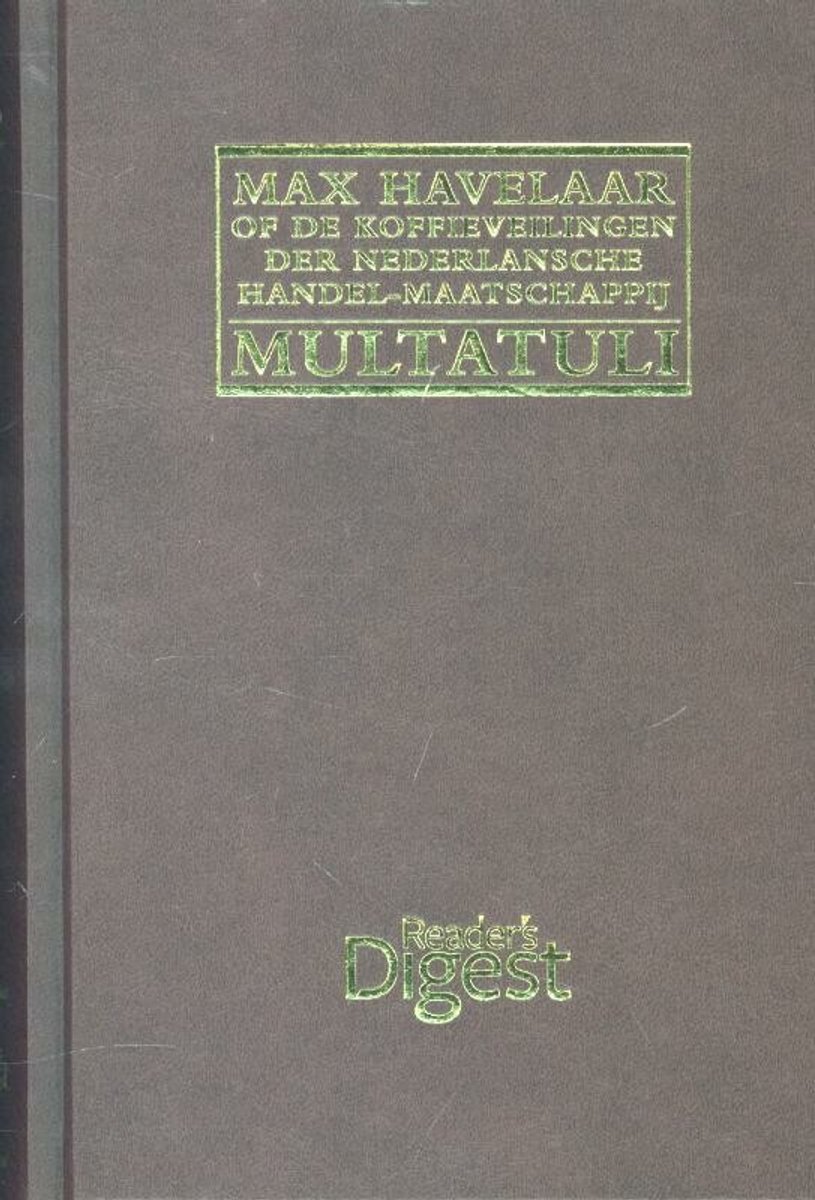 MAX HAVELAAR
OF DE KOFFIEVEILINGEN
DER NEDERLANSCHE
HANDEL-MAATSCHAPPIJ
MULTATULI
Reader's
Digest